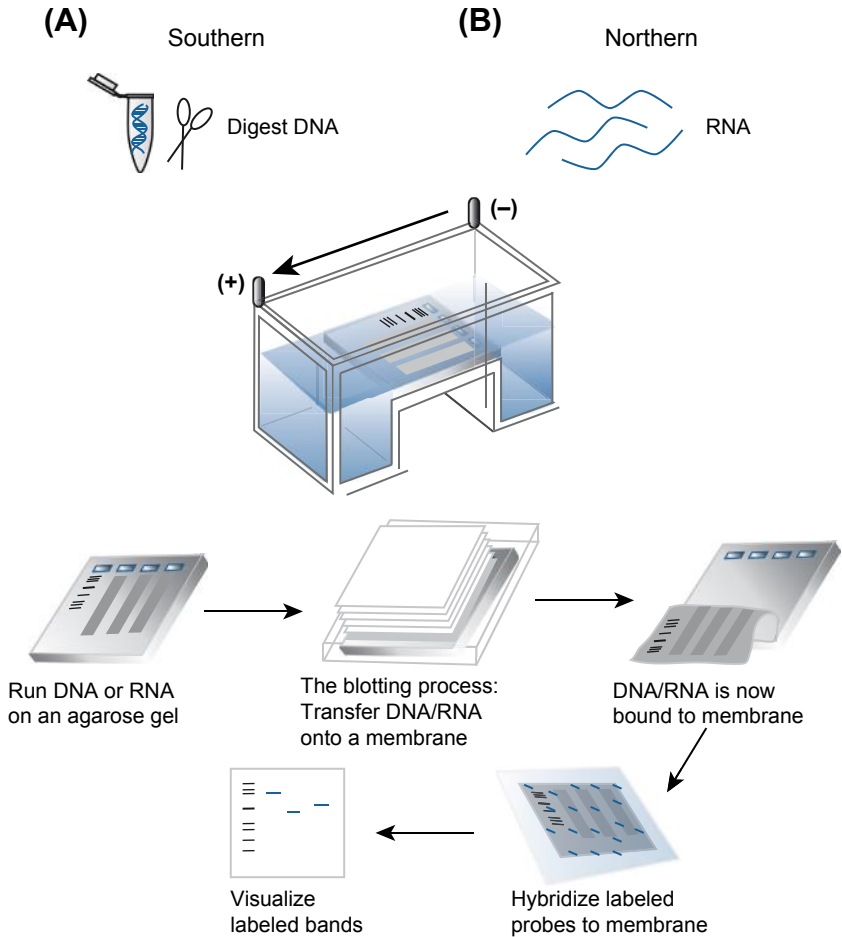 (A)
Southern
(B)
Northern
Digest DNA
RNA
(–)
(+)
Run DNA or RNA
on an agarose gel
The blotting process:
Transfer DNA/RNA
onto a membrane
DNA/RNA is now
bound to membrane
Visualize
labeled bands
Hybridize labeled
probes to membrane